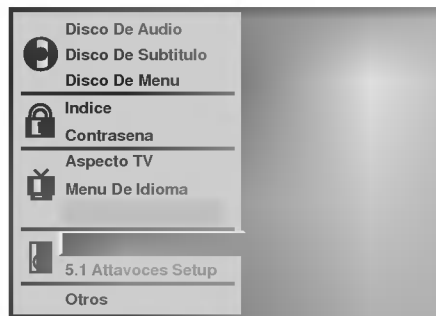 Disco De Audio
Disco De Subtitulo
Disco De Menu
Indice
Contrasena
Aspecto TV
Menu De Idioma
5.1 Attavoces Setup
Otros